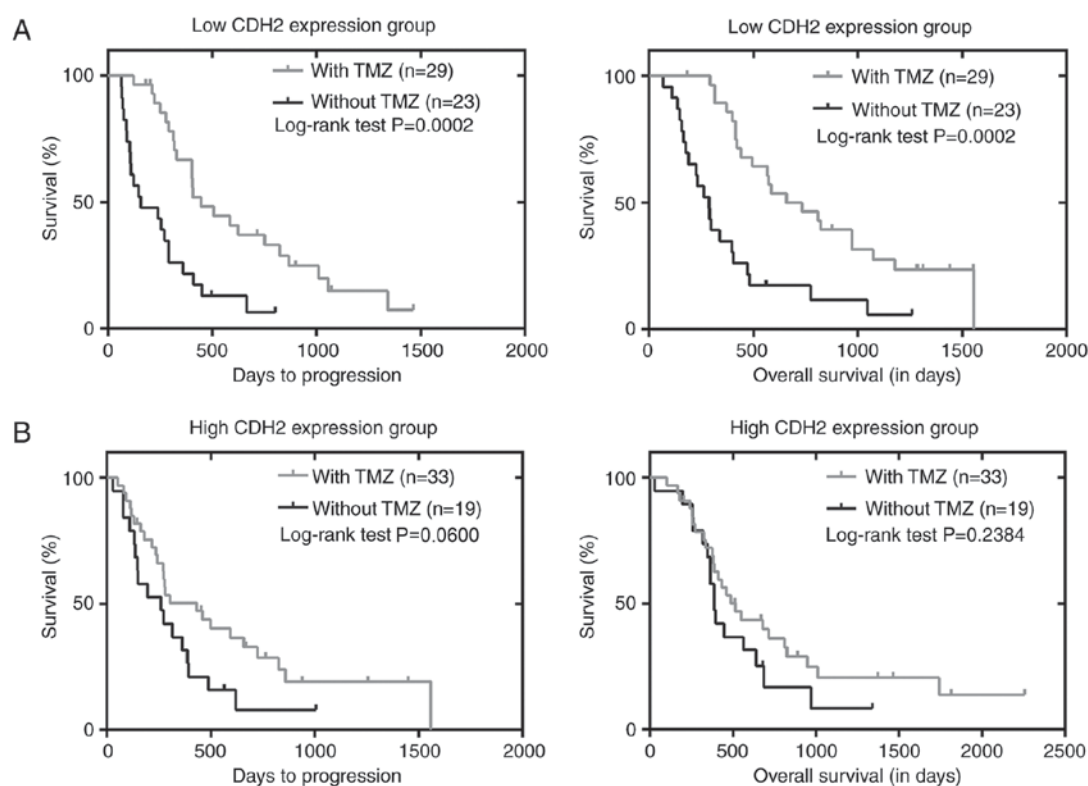 A
Low CDH2 expression group
With TMZ (n=29)
Without TMZ (n=23)
Log-rank test P=0.0002
Survival (%)
100
50
0
0 500 1000 1500 2000
Days to progression
Low CDH2 expression group
With TMZ (n=29)
Without TMZ (n=23)
Log-rank test P=0.0002
Survival (%)
100
50
0
0 500 1000 1500 2000
Overall survival (in days)
B
High CDH2 expression group
With TMZ (n=33)
Without TMZ (n=19)
Log-rank test P=0.0600
Survival (%)
100
50
0
0 500 1000 1500 2000
Days to progression
High CDH2 expression group
With TMZ (n=33)
Without TMZ (n=19)
Log-rank test P=0.2384
Survival (%)
100
50
0
0 500 1000 1500 2000 2500
Overall survival (in days)